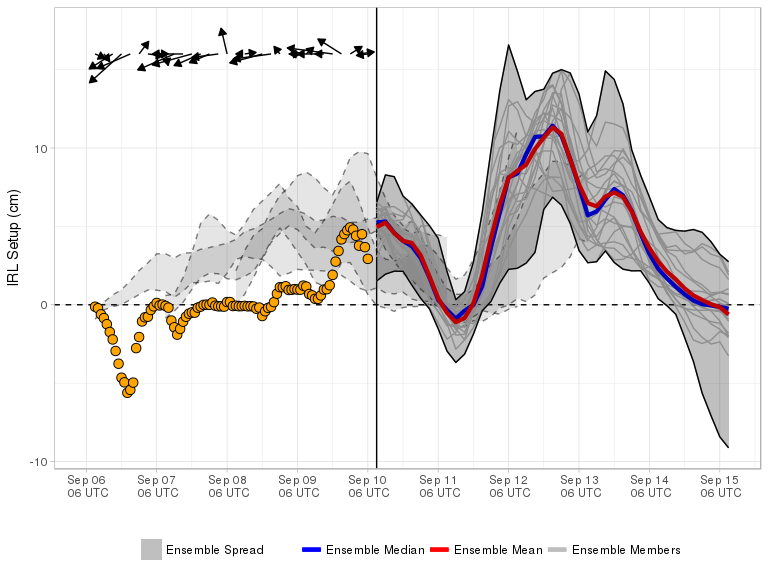 IRL Setup (cm)
10
0
-10
Sep 06 Sep 07 Sep 08 Sep 09 Sep 10 Sep 11 Sep 12 Sep 13 Sep 14 Sep 15
06 UTC 06 UTC 06 UTC 06 UTC 06 UTC 06 UTC 06 UTC 06 UTC 06 UTC 06 UTC
Ensemble Spread Ensemble Median Ensemble Mean Ensemble Members